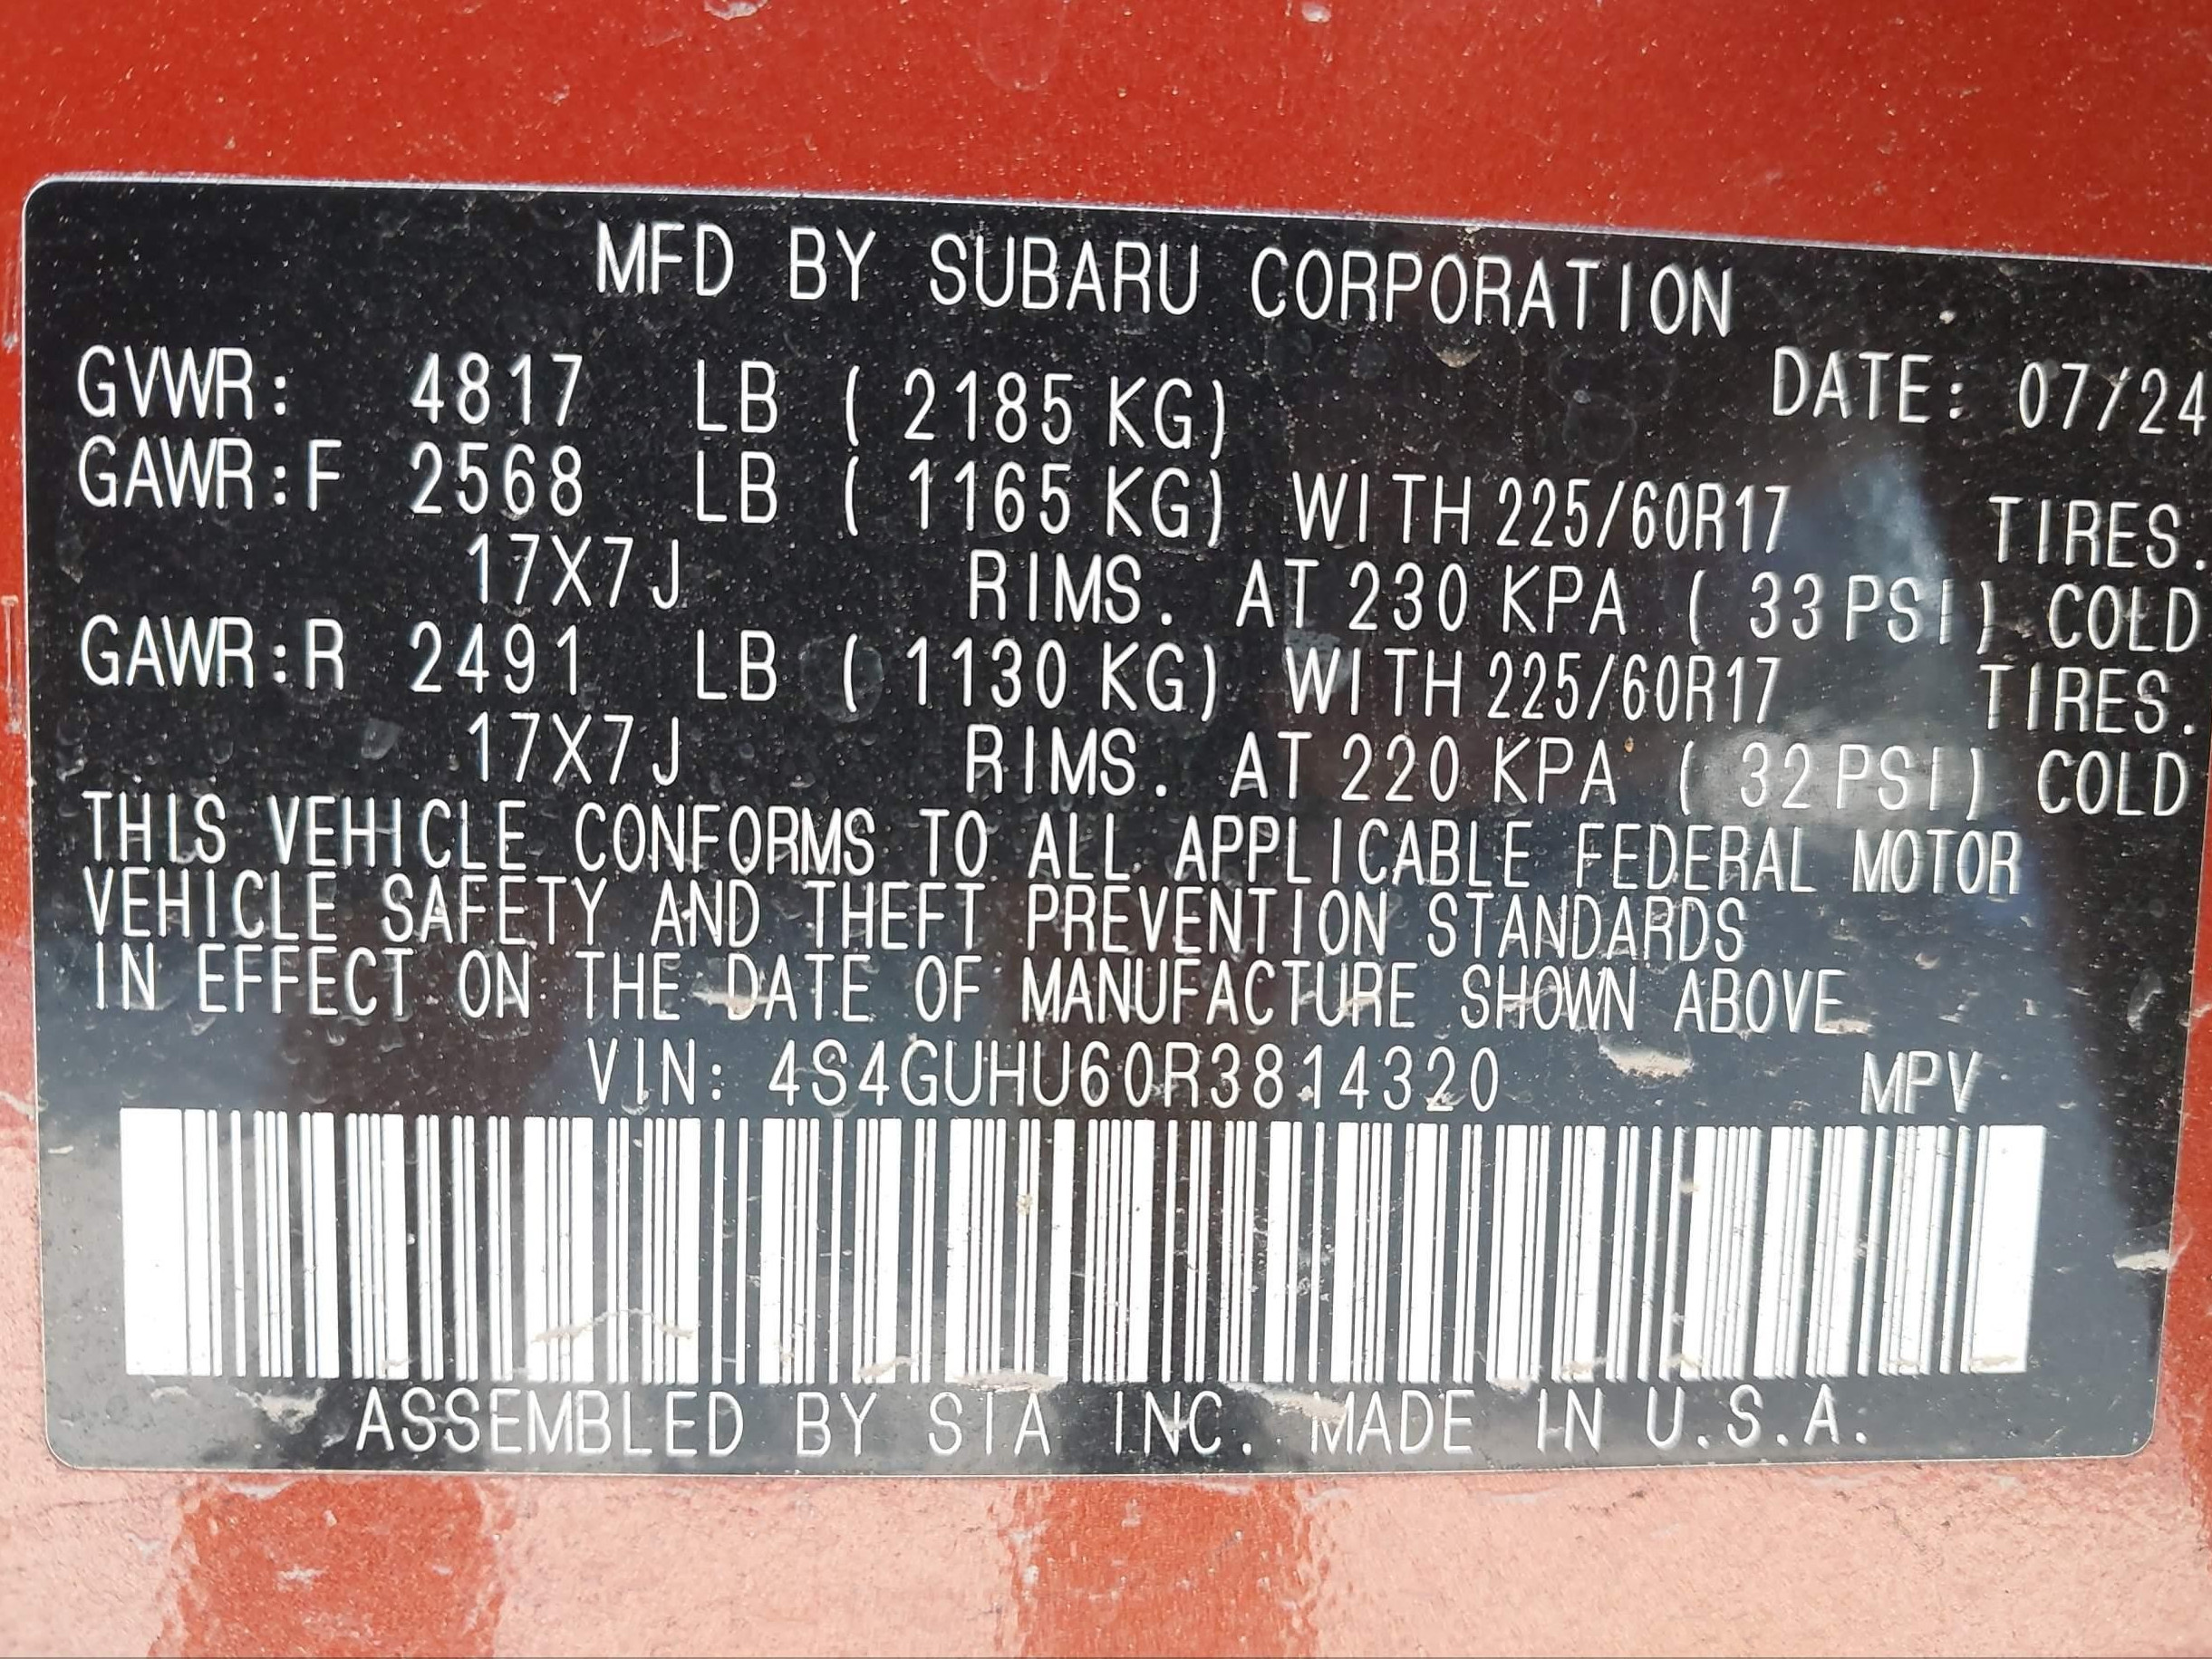 MFD BY SUBARU CORPORATION
GVWR: 4817 LB ( 2185 KG) DATE: 07/24
GAWR:F 2568 LB ( 1165 KG) WITH 225/60R17 TIRES.
17X7J RIMS. AT 230 KPA ( 33 PSI) COLD
GAWR:R 2491 LB ( 1130 KG) WITH 225/60R17 TIRES.
17X7J RIMS. AT 220 KPA ( 32 PSI) COLD
THIS VEHICLE CONFORMS TO ALL APPLICABLE FEDERAL MOTOR
VEHICLE SAFETY AND THEFT PREVENTION STANDARDS
IN EFFECT ON THE DATE OF MANUFACTURE SHOWN ABOVE
VIN: 4S4GUHU60R3814320 MPV
ASSEMBLED BY SIA INC. MADE IN U.S.A.